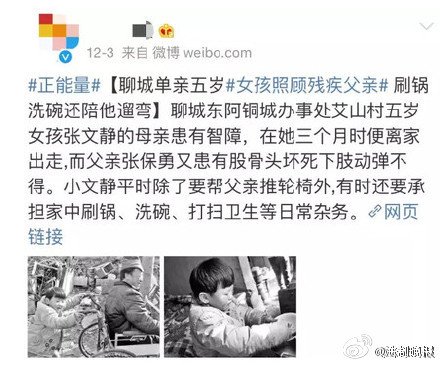 12-3 来自 微博 weibo.com
#正能量#【聊城单亲五岁#女孩照顾残疾父亲# 刷锅
洗碗还陪他遛弯】聊城东阿铜城办事处艾山村五岁
女孩张文静的母亲患有智障，在她三个月时便离家
出走,而父亲张保勇又患有股骨头坏死下肢动弹不
得。小文静平时除了要帮父亲推轮椅外,有时还要承
担家中刷锅、洗碗、打扫卫生等日常杂务。网页
链接
@法制晚报